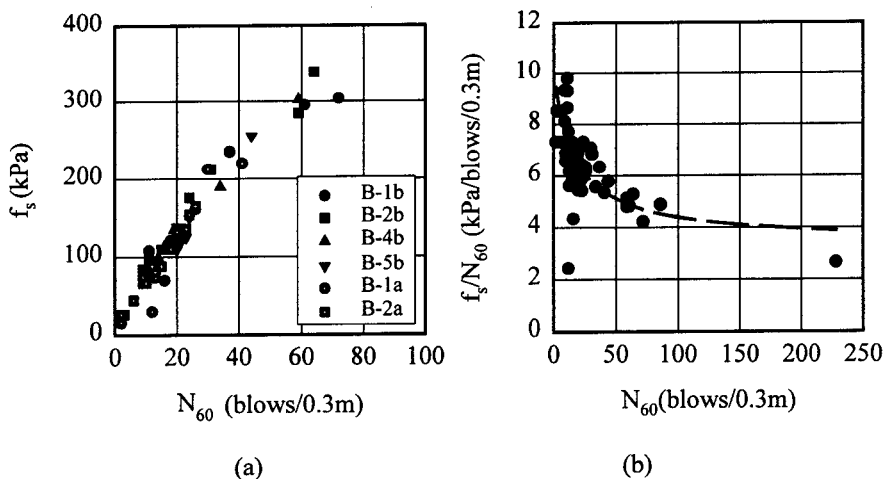 400
300
200
100
0
f_s (kPa)
B-1b
B-2b
B-4b
B-5b
B-1a
B-2a
0 20 40 60 80 100
N_60 (blows/0.3m)
(a)
12
10
8
6
4
2
0
f_s/N_60 (kPa/blows/0.3m)
0 50 100 150 200 250
N_60(blows/0.3m)
(b)